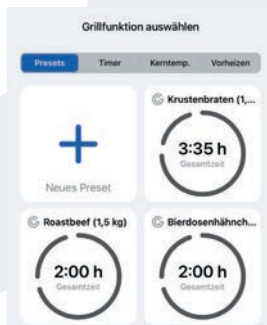 Grillfunktion auswählen
Presets Timer Kerntemp. Vorheizen
Krustenbraten (1,...
3:35 h
Gesamtzeit
Neues Preset
Roastbeef (1,5 kg)
Bierdosenhähnch...
2:00 h
Gesamtzeit
2:00 h
Gesamtzeit